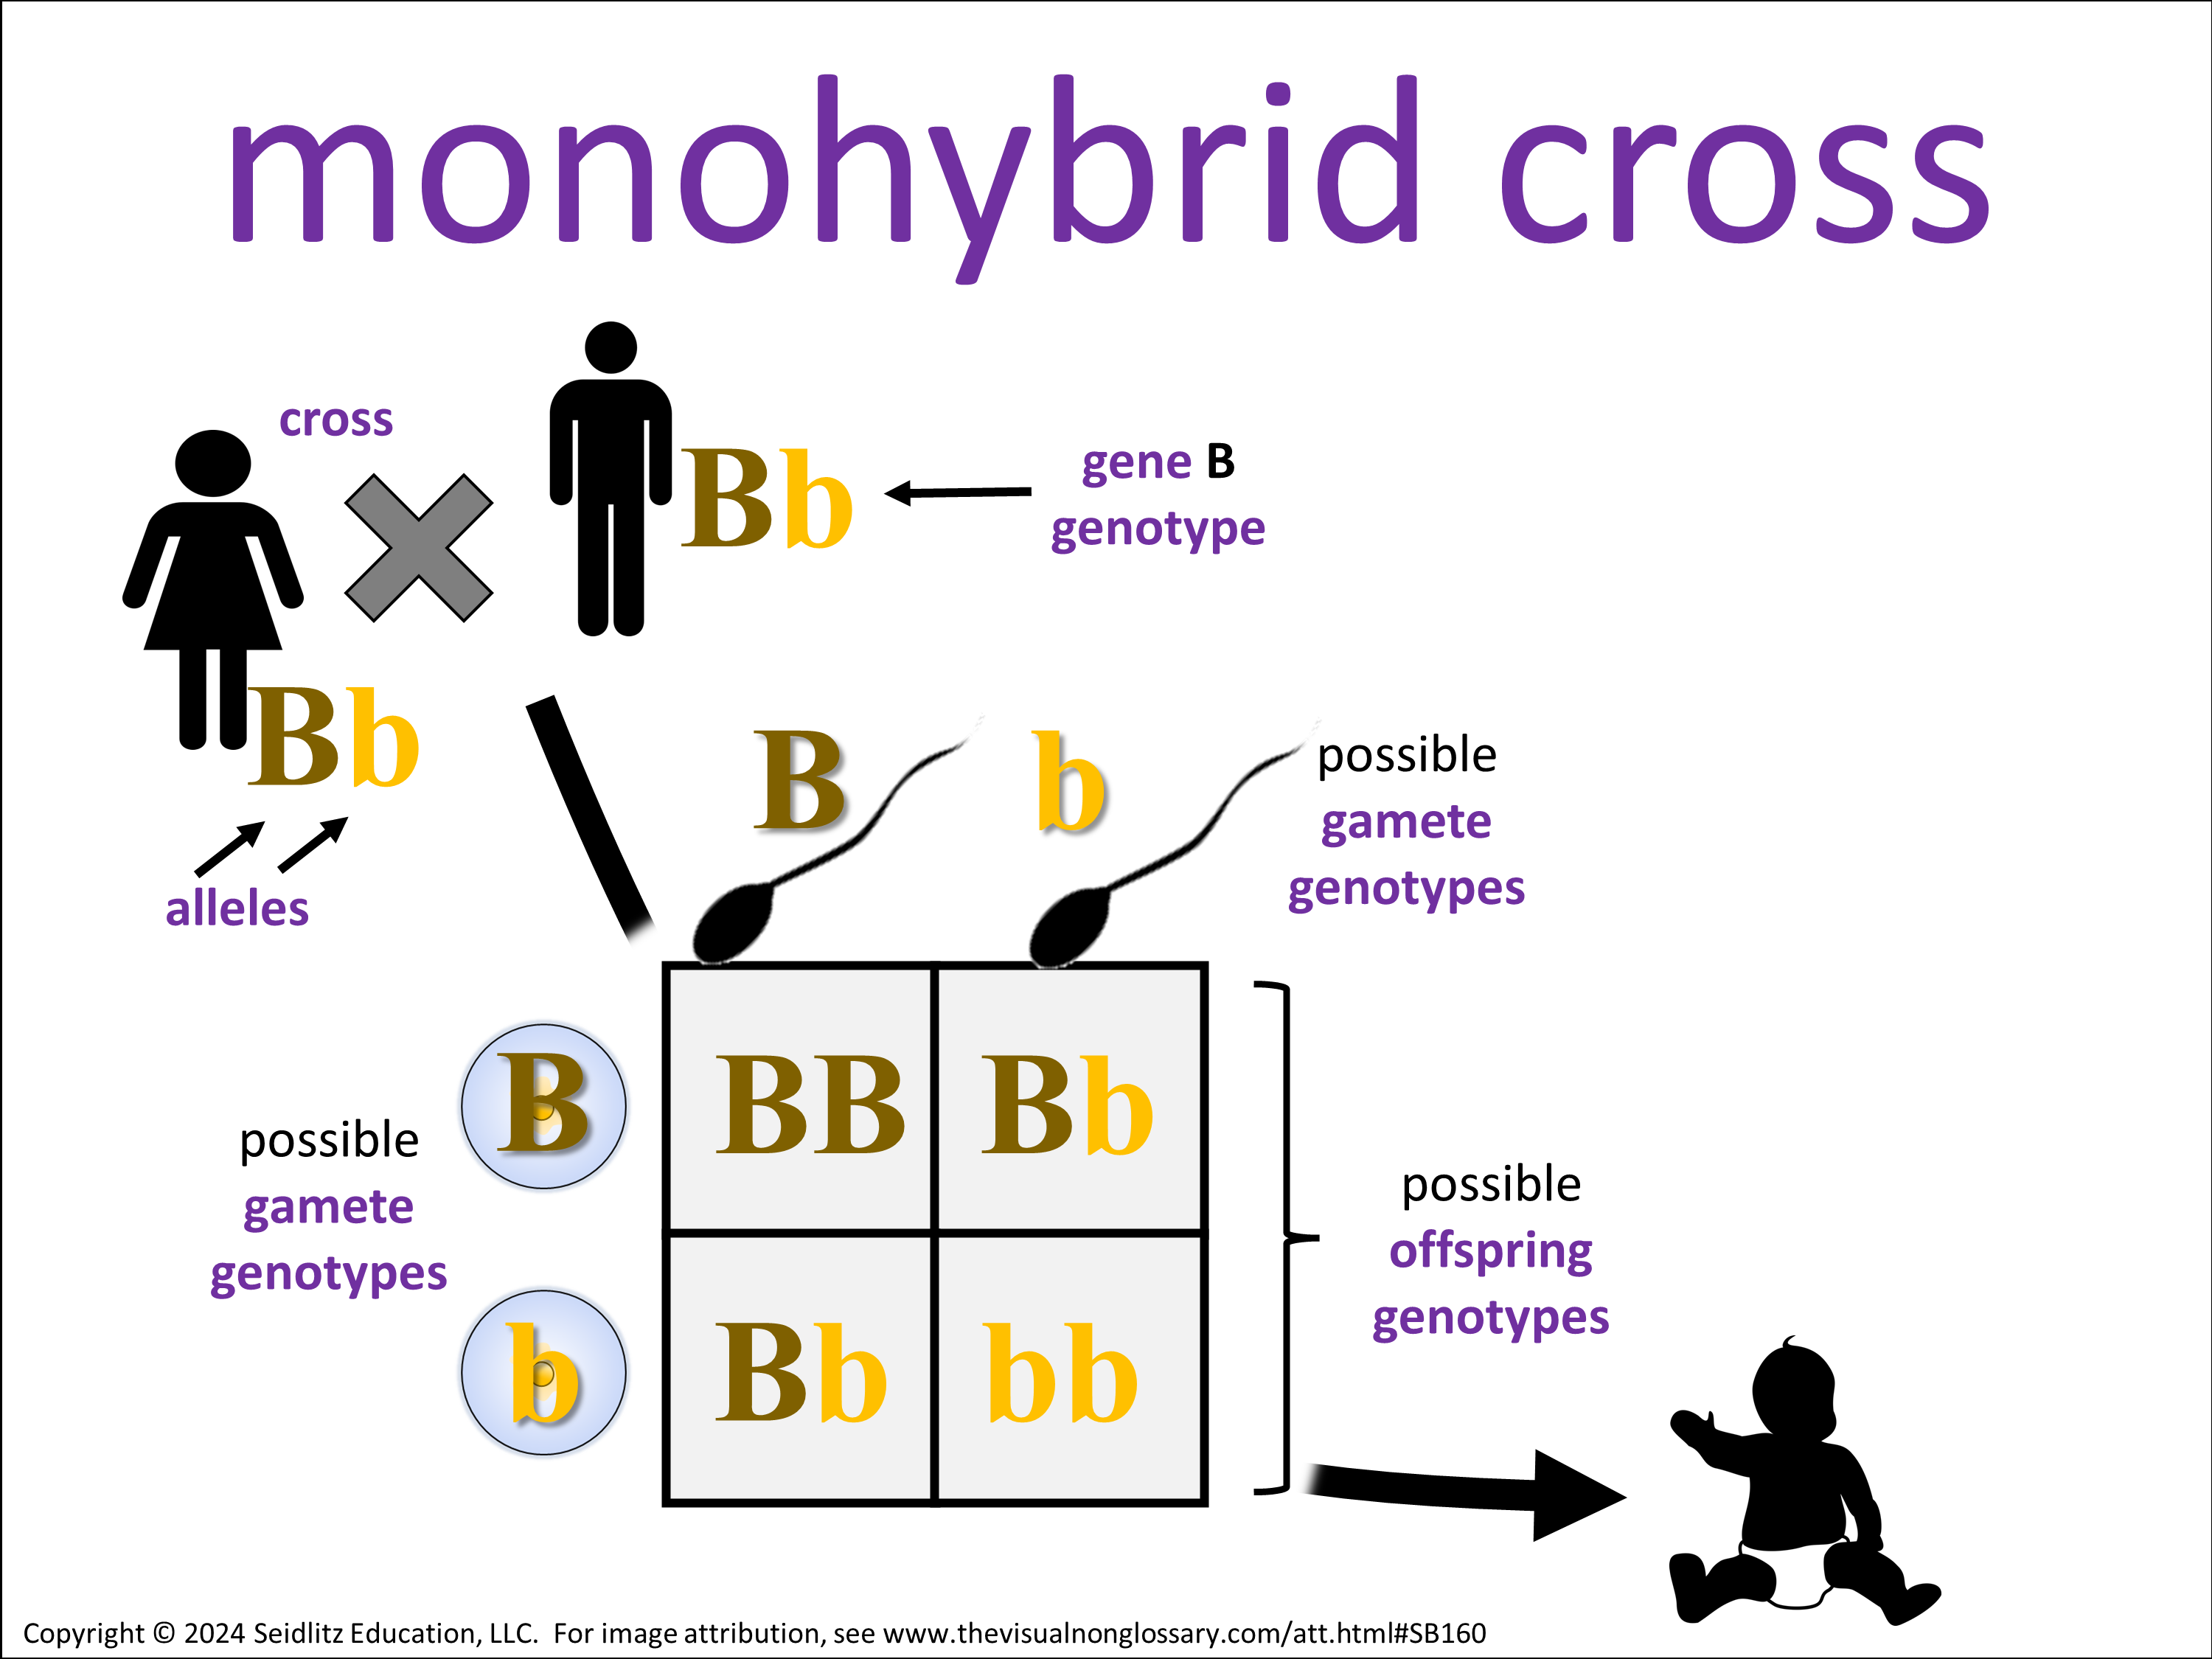 monohybrid cross
cross
Bb
gene B
genotype
Bb
alleles
B
b
possible
gamete
genotypes
B
BB
Bb
possible
gamete
genotypes
possible
offspring
genotypes
b
Bb
bb
Copyright © 2024 Seidlitz Education, LLC.  For image attribution, see www.thevisualnonglossary.com/att.html#SB160